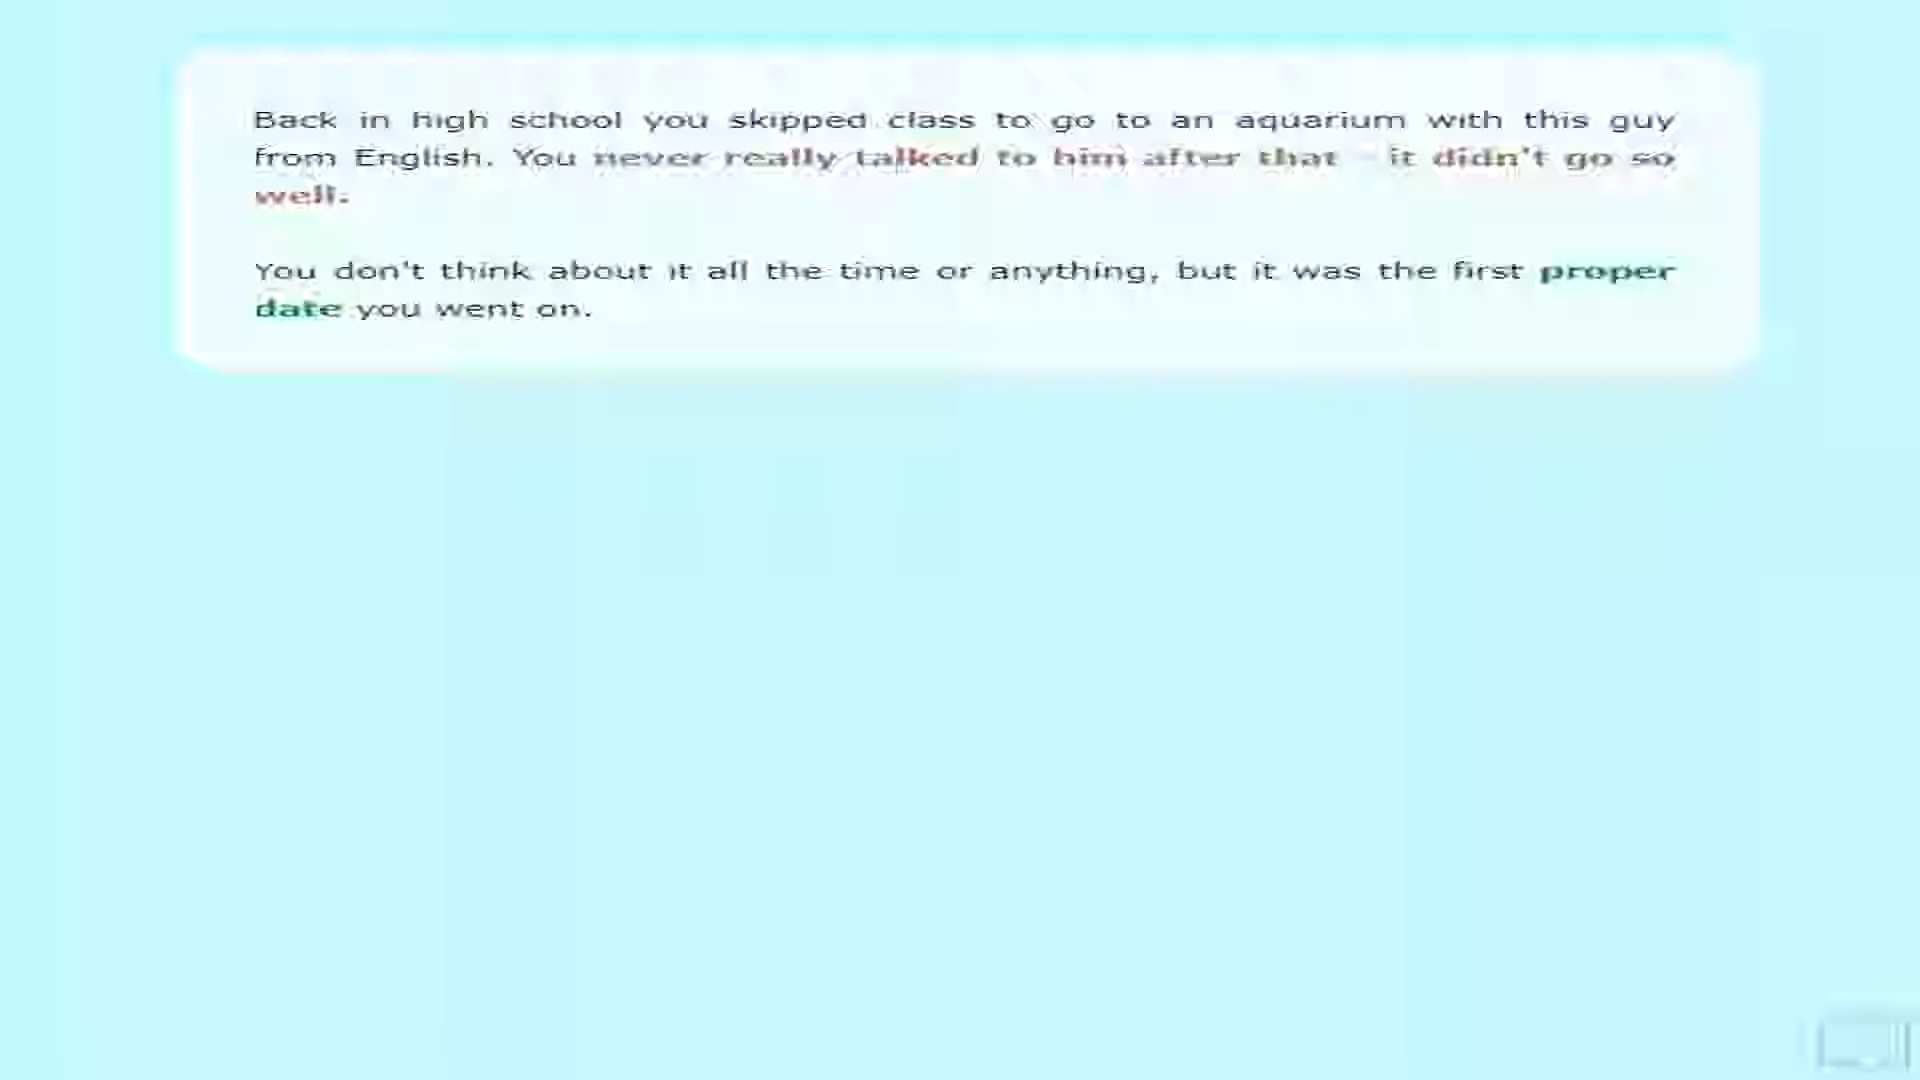 Back in high school you skipped class to go to an aquarium with this guy
from English. You never really talked to him after that - it didn't go so
well.
You don't think about it all the time or anything, but it was the first proper
date you went on.